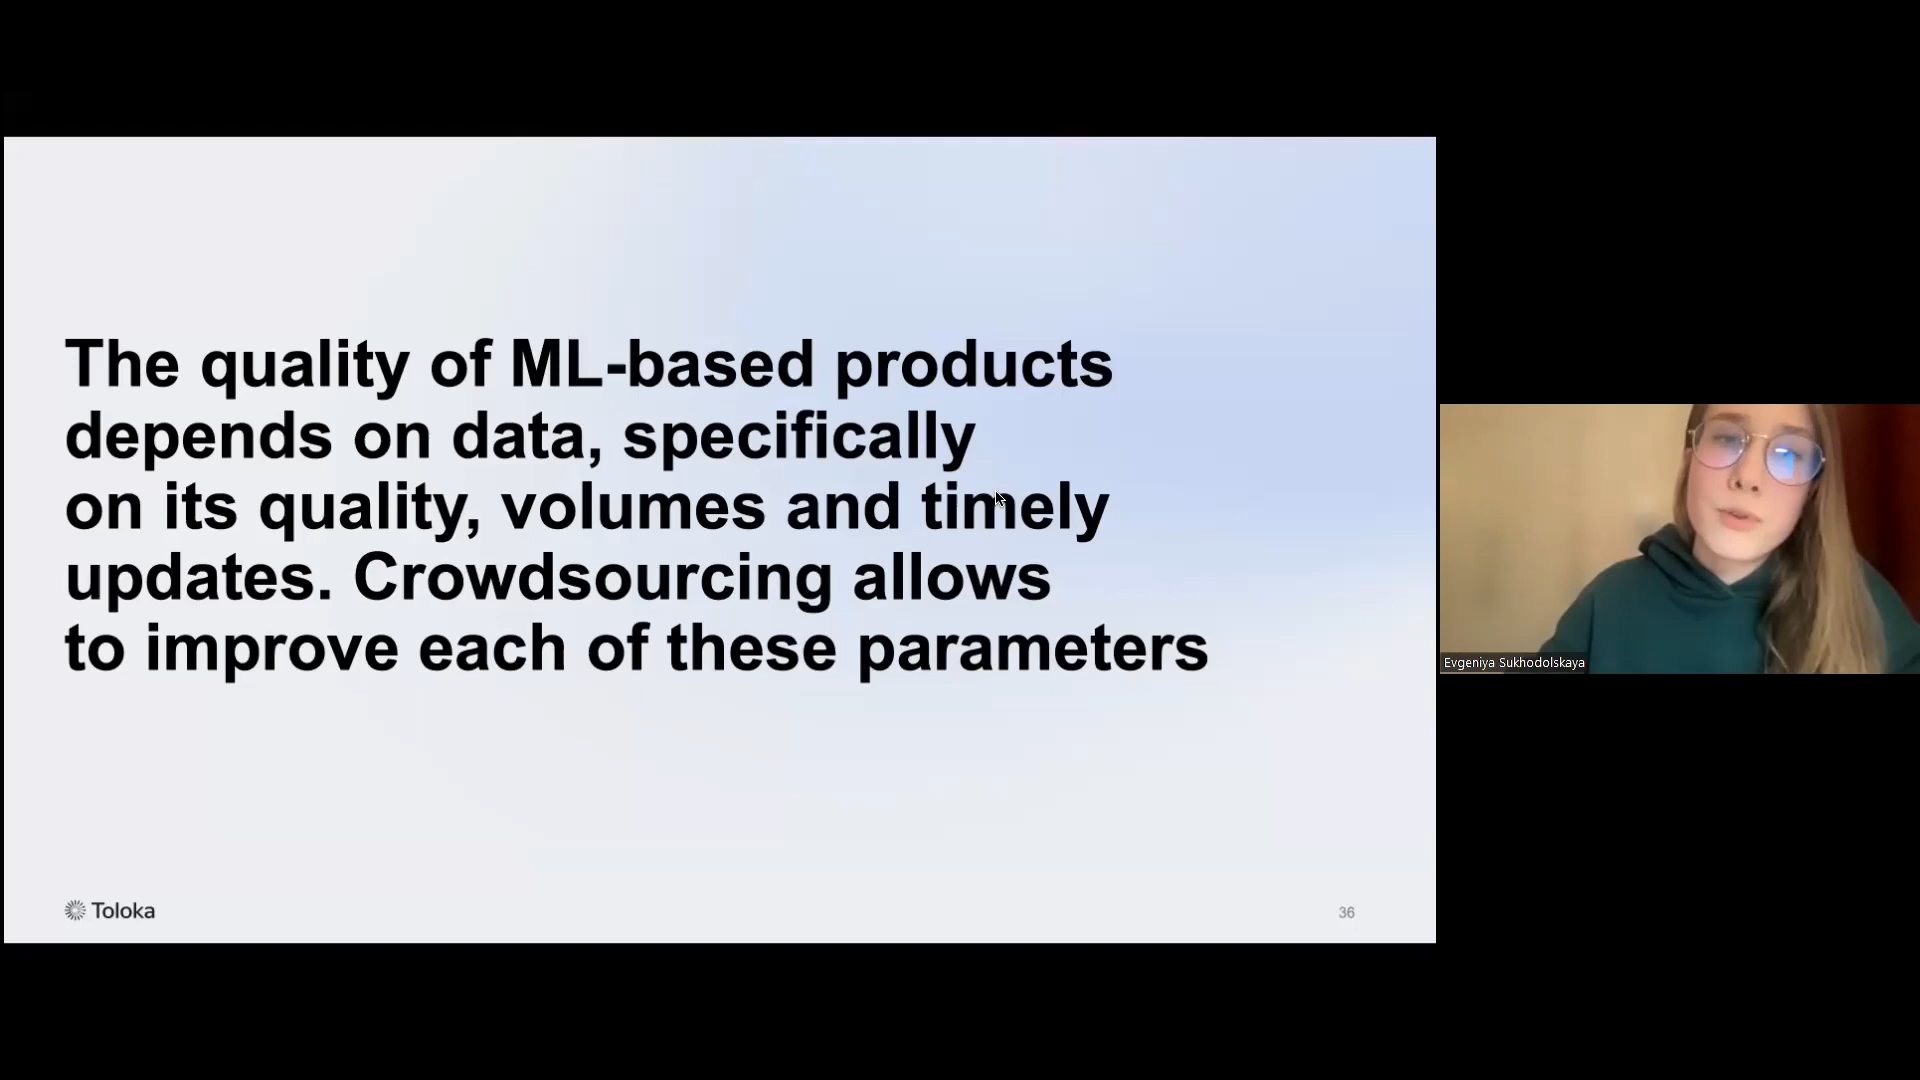 The quality of ML-based products
depends on data, specifically
on its quality, volumes and timely
updates. Crowdsourcing allows
to improve each of these parameters
Toloka
36
Evgeniya Sukhodolskaya